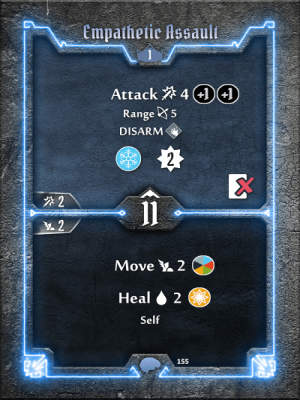 Empathetic Assault
1
Attack 4 +1 +1
Range 5
DISARM
2
2
11
2
Move 2
Heal 2
Self
155